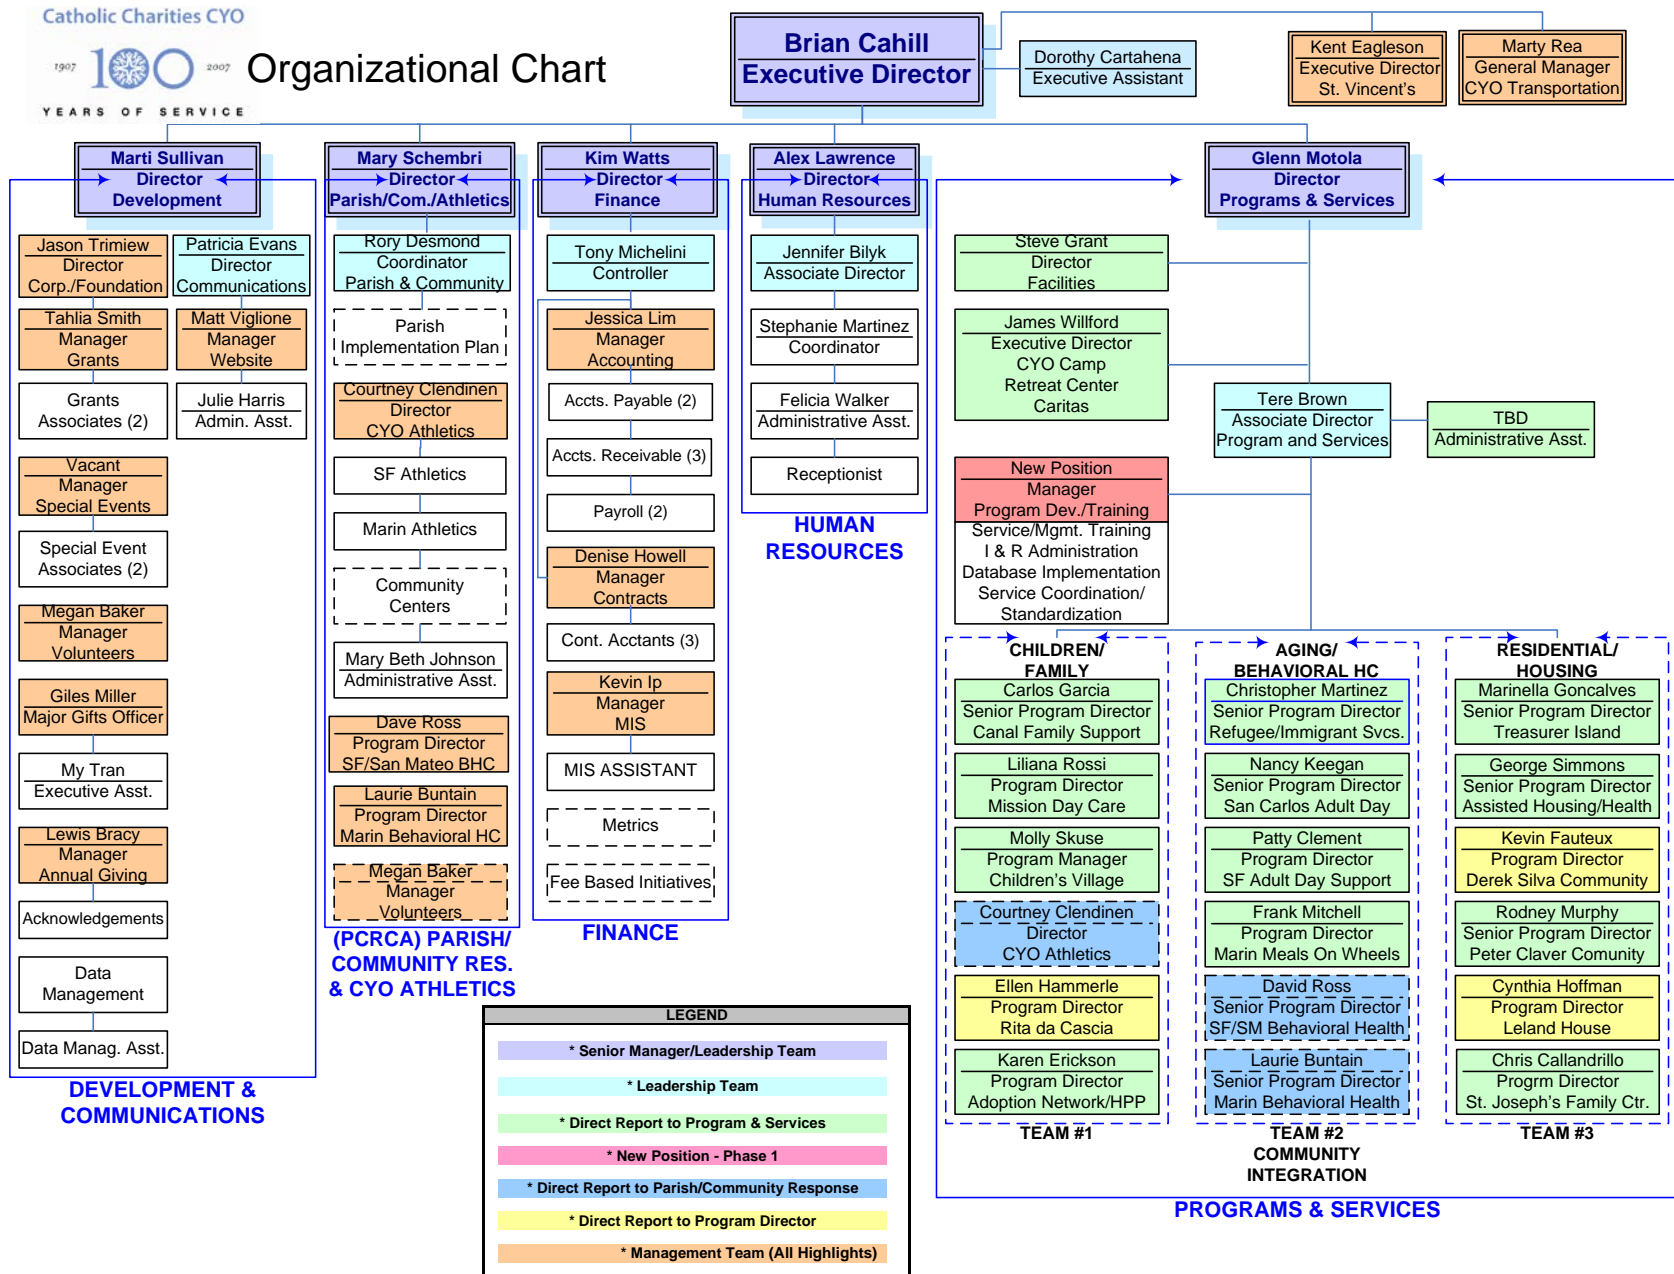 Catholic Charities CYO
1907 100 2007
YEARS OF SERVICE
Organizational Chart
Brian Cahill
Executive Director
Dorothy Cartahena
Executive Assistant
Kent Eagleson
Executive Director
St. Vincent's
Marty Rea
General Manager
CYO Transportation
Marti Sullivan
Director
Development
Mary Schembri
Director
Parish/Com./Athletics
Kim Watts
Director
Finance
Alex Lawrence
Director
Human Resources
Glenn Motola
Director
Programs & Services
Jason Trimiew
Director
Corp./Foundation
Tahlia Smith
Manager
Grants
Grants
Associates (2)
Vacant
Manager
Special Events
Special Event
Associates (2)
Megan Baker
Manager
Volunteers
Giles Miller
Major Gifts Officer
My Tran
Executive Asst.
Lewis Bracy
Manager
Annual Giving
Acknowledgements
Data
Management
Data Manag. Asst.
Patricia Evans
Director
Communications
Matt Viglione
Manager
Website
Julie Harris
Admin. Asst.
DEVELOPMENT &
COMMUNICATIONS
Rory Desmond
Coordinator
Parish & Community
Parish
Implementation Plan
Courtney Clendinen
Director
CYO Athletics
SF Athletics
Marin Athletics
Community
Centers
Mary Beth Johnson
Administrative Asst.
Dave Ross
Program Director
SF/San Mateo BHC
Laurie Buntain
Program Director
Marin Behavioral HC
Megan Baker
Manager
Volunteers
(PCRCA) PARISH/
COMMUNITY RES.
& CYO ATHLETICS
Tony Michelini
Controller
Jessica Lim
Manager
Accounting
Accts. Payable (2)
Accts. Receivable (3)
Payroll (2)
Denise Howell
Manager
Contracts
Cont. Acctants (3)
Kevin Ip
Manager
MIS
MIS ASSISTANT
Metrics
Fee Based Initiatives
FINANCE
Jennifer Bilyk
Associate Director
Stephanie Martinez
Coordinator
Felicia Walker
Administrative Asst.
Receptionist
HUMAN
RESOURCES
Steve Grant
Director
Facilities
James Willford
Executive Director
CYO Camp
Retreat Center
Caritas
Tere Brown
Associate Director
Program and Services
TBD
Administrative Asst.
New Position
Manager
Program Dev./Training
Service/Mgmt. Training
I & R Administration
Database Implementation
Service Coordination/
Standardization
CHILDREN/
FAMILY
Carlos Garcia
Senior Program Director
Canal Family Support
Liliana Rossi
Program Director
Mission Day Care
Molly Skuse
Program Manager
Children's Village
Courtney Clendinen
Director
CYO Athletics
Ellen Hammerle
Program Director
Rita da Cascia
Karen Erickson
Program Director
Adoption Network/HPP
TEAM #1
AGING/
BEHAVIORAL HC
Christopher Martinez
Senior Program Director
Refugee/Immigrant Svcs.
Nancy Keegan
Senior Program Director
San Carlos Adult Day
Patty Clement
Program Director
SF Adult Day Support
Frank Mitchell
Program Director
Marin Meals On Wheels
David Ross
Senior Program Director
SF/SM Behavioral Health
Laurie Buntain
Senior Program Director
Marin Behavioral Health
TEAM #2
COMMUNITY
INTEGRATION
RESIDENTIAL/
HOUSING
Marinella Goncalves
Senior Program Director
Treasurer Island
George Simmons
Senior Program Director
Assisted Housing/Health
Kevin Fauteux
Program Director
Derek Silva Community
Rodney Murphy
Senior Program Director
Peter Claver Comunity
Cynthia Hoffman
Program Director
Leland House
Chris Callandrillo
Progrm Director
St. Joseph's Family Ctr.
TEAM #3
PROGRAMS & SERVICES
LEGEND
* Senior Manager/Leadership Team
* Leadership Team
* Direct Report to Program & Services
* New Position - Phase 1
* Direct Report to Parish/Community Response
* Direct Report to Program Director
* Management Team (All Highlights)